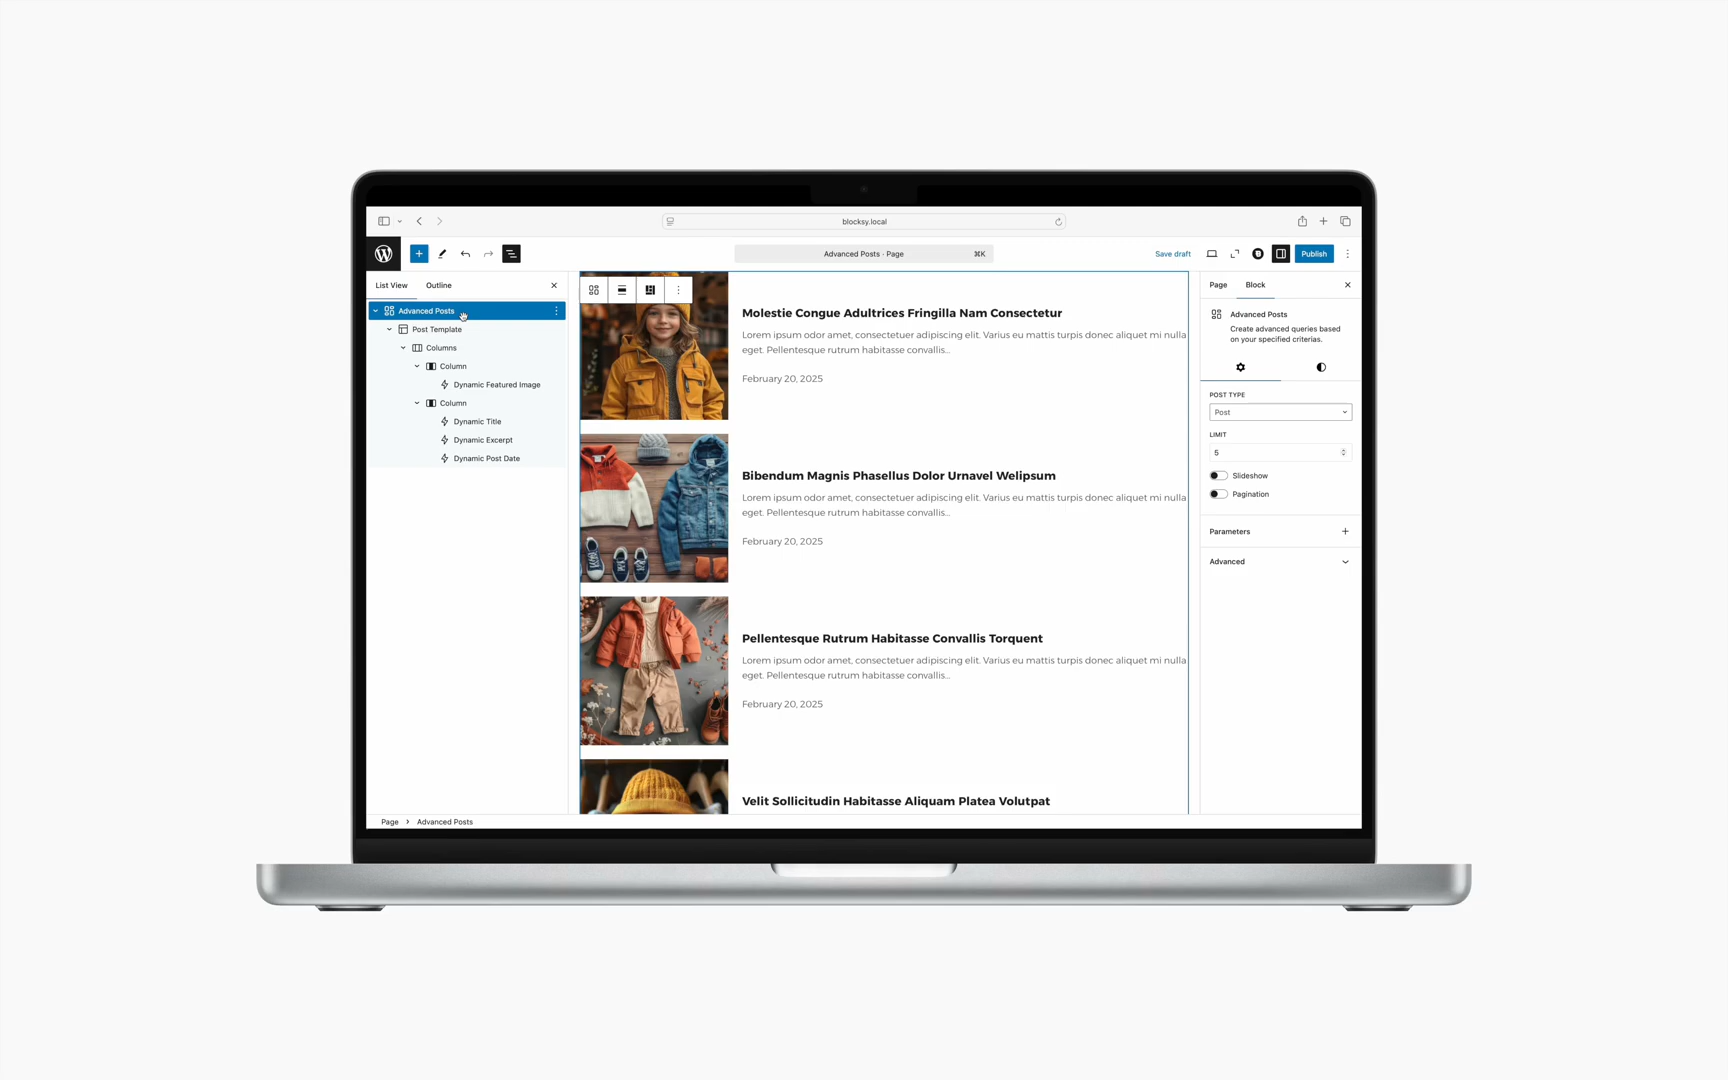 blocksy.local
Advanced Posts · Page
⌘K
Save draft
Publish
List View
Outline
Advanced Posts
Post Template
Columns
Column
Dynamic Featured Image
Column
Dynamic Title
Dynamic Excerpt
Dynamic Post Date
Molestie Congue Adultrices Fringilla Nam Consectetur
Lorem ipsum odor amet, consectetuer adipiscing elit. Varius eu mattis turpis donec aliquet mi nulla
eget. Pellentesque rutrum habitasse convallis...
February 20, 2025
Bibendum Magnis Phasellus Dolor Urnavel Welipsum
Lorem ipsum odor amet, consectetuer adipiscing elit. Varius eu mattis turpis donec aliquet mi nulla
eget. Pellentesque rutrum habitasse convallis...
February 20, 2025
Pellentesque Rutrum Habitasse Convallis Torquent
Lorem ipsum odor amet, consectetuer adipiscing elit. Varius eu mattis turpis donec aliquet mi nulla
eget. Pellentesque rutrum habitasse convallis...
February 20, 2025
Velit Sollicitudin Habitasse Aliquam Platea Volutpat
Page
Block
Advanced Posts
Create advanced queries based
on your specified criterias.
POST TYPE
Post
LIMIT
5
Slideshow
Pagination
Parameters
Advanced
Page › Advanced Posts